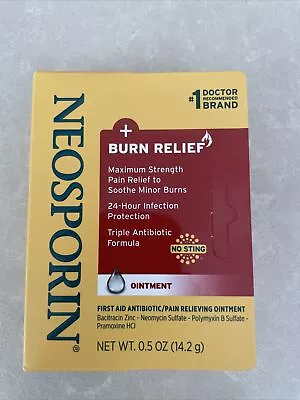 #1 DOCTOR
RECOMMENDED
BRAND
NEOSPORIN®
+ BURN RELIEF
Maximum Strength
Pain Relief to
Soothe Minor Burns
24-Hour Infection
Protection
Triple Antibiotic
Formula
NO STING
OINTMENT
FIRST AID ANTIBIOTIC/PAIN RELIEVING OINTMENT
Bacitracin Zinc - Neomycin Sulfate - Polymyxin B Sulfate -
Pramoxine HCl
NET WT. 0.5 OZ (14.2 g)